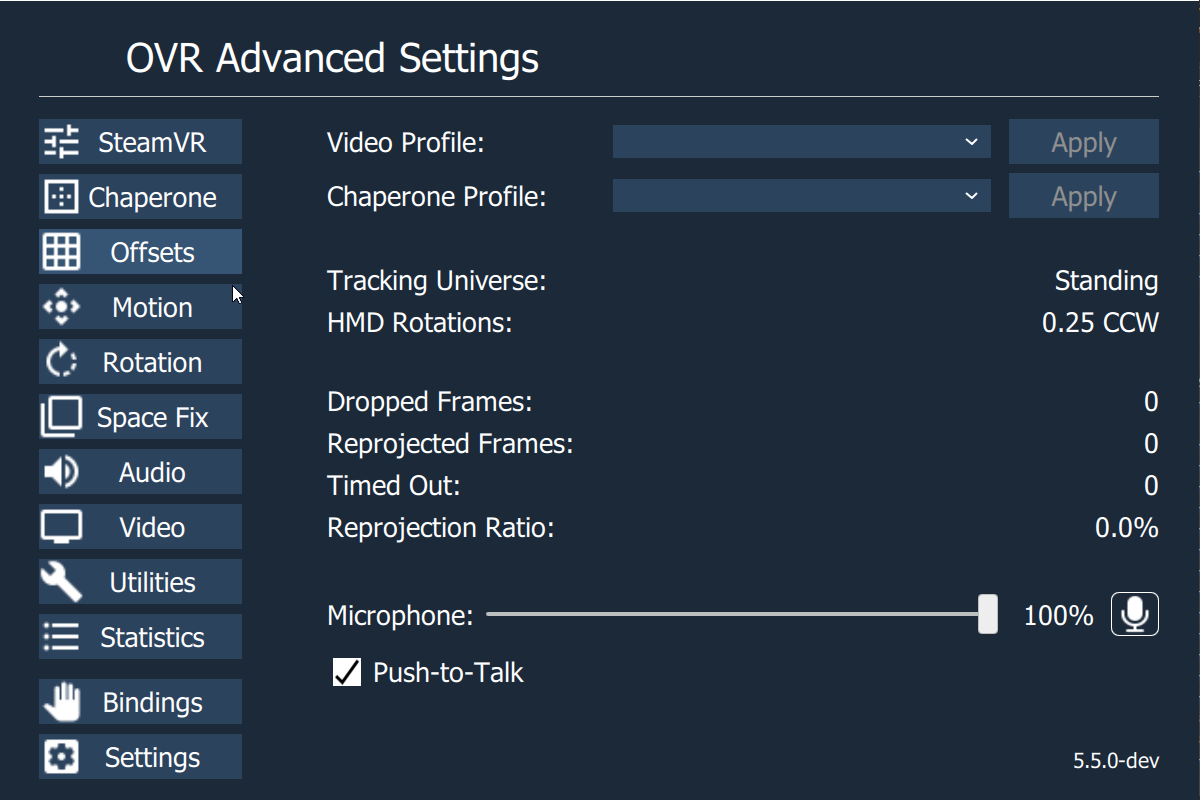 OVR Advanced Settings
SteamVR
Chaperone
Offsets
Motion
Rotation
Space Fix
Audio
Video
Utilities
Statistics
Bindings
Settings
Video Profile: Apply
Chaperone Profile: Apply
Tracking Universe: Standing
HMD Rotations: 0.25 CCW
Dropped Frames: 0
Reprojected Frames: 0
Timed Out: 0
Reprojection Ratio: 0.0%
Microphone: 100%
Push-to-Talk
5.5.0-dev